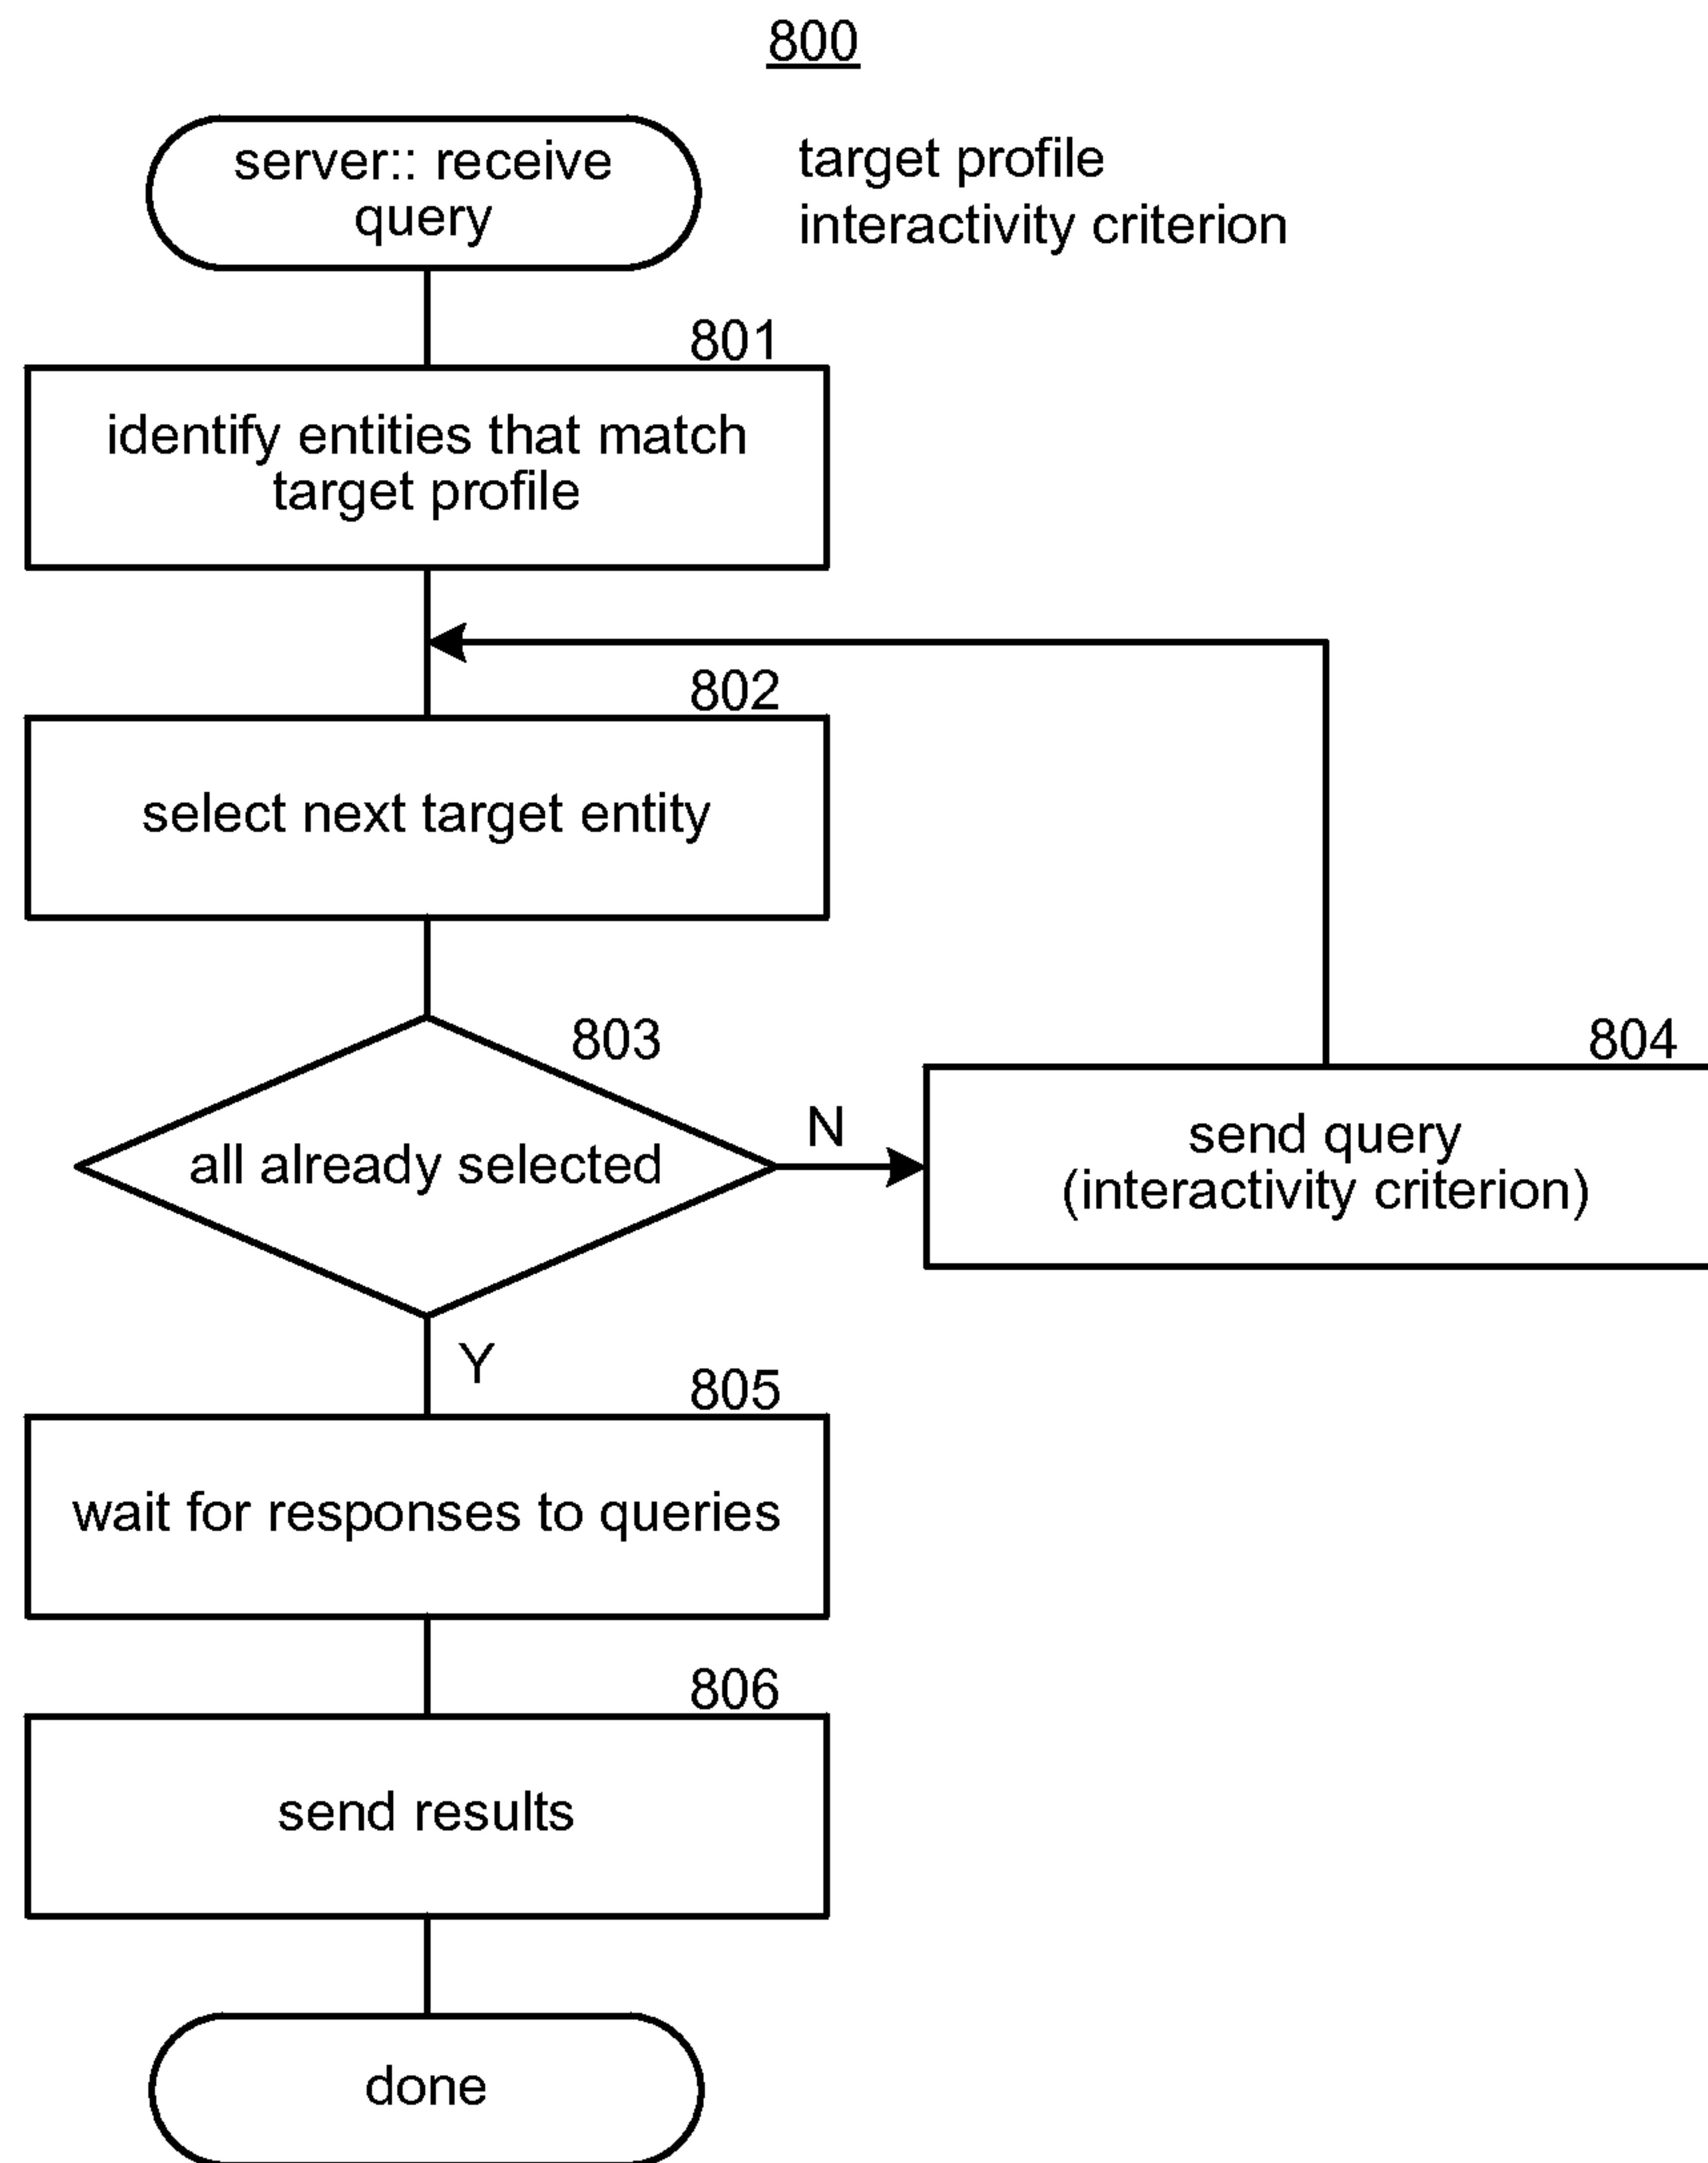 800
server:: receive
query
target profile
interactivity criterion
801
identify entities that match
target profile
802
select next target entity
803
all already selected
N
804
send query
(interactivity criterion)
Y
805
wait for responses to queries
806
send results
done